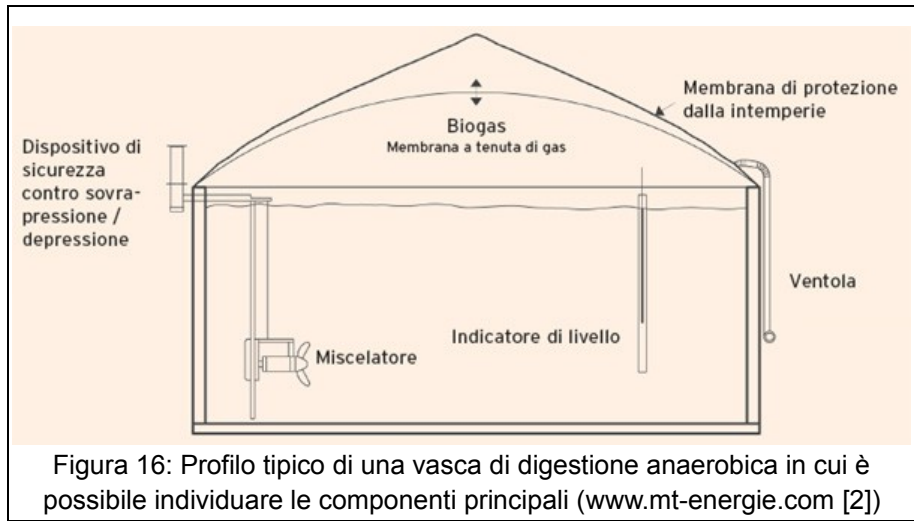 Membrana di protezione
dalla intemperie
Biogas
Membrana a tenuta di gas
Dispositivo di
sicurezza
contro sovra-
pressione /
depressione
Ventola
Indicatore di livello
Miscelatore
Figura 16: Profilo tipico di una vasca di digestione anaerobica in cui è
possibile individuare le componenti principali (www.mt-energie.com [2])